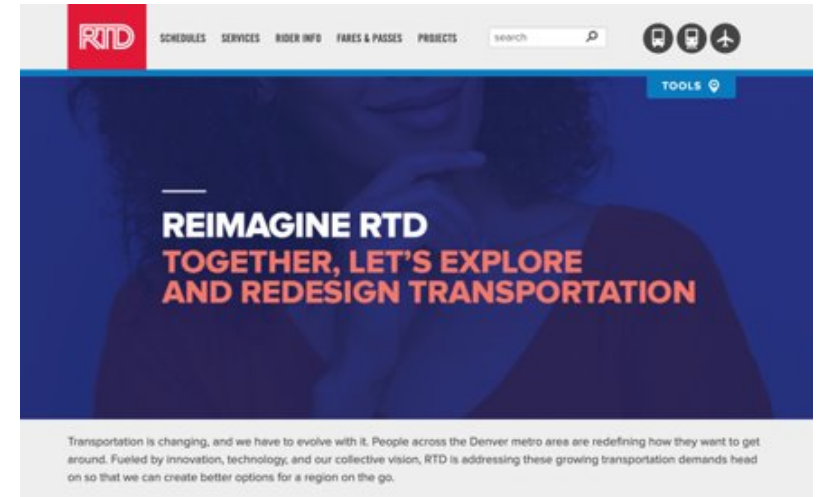 RTD
SCHEDULES SERVICES RIDER INFO FARES & PASSES PROJECTS search
TOOLS
REIMAGINE RTD
TOGETHER, LET'S EXPLORE
AND REDESIGN TRANSPORTATION
Transportation is changing, and we have to evolve with it. People across the Denver metro area are redefining how they want to get
around. Fueled by innovation, technology, and our collective vision, RTD is addressing these growing transportation demands head
on so that we can create better options for a region on the go.